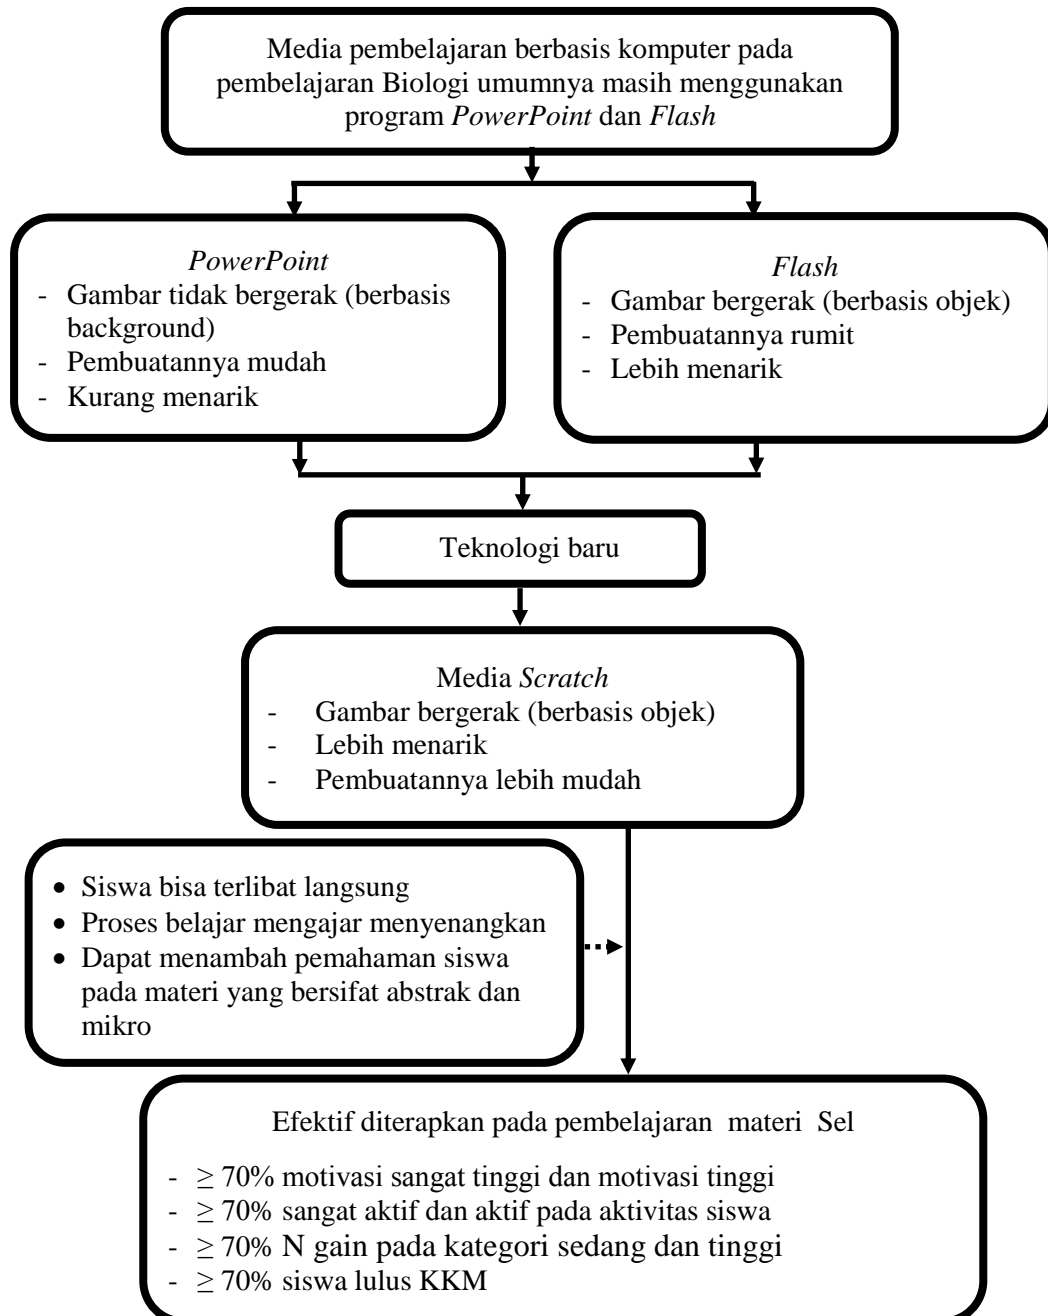 Media pembelajaran berbasis komputer pada
pembelajaran Biologi umumnya masih menggunakan
program PowerPoint dan Flash
PowerPoint
- Gambar tidak bergerak (berbasis
background)
- Pembuatannya mudah
- Kurang menarik
Flash
- Gambar bergerak (berbasis objek)
- Pembuatannya rumit
- Lebih menarik
Teknologi baru
Media Scratch
- Gambar bergerak (berbasis objek)
- Lebih menarik
- Pembuatannya lebih mudah
• Siswa bisa terlibat langsung
• Proses belajar mengajar menyenangkan
• Dapat menambah pemahaman siswa
pada materi yang bersifat abstrak dan
mikro
Efektif diterapkan pada pembelajaran materi Sel
- ≥ 70% motivasi sangat tinggi dan motivasi tinggi
- ≥ 70% sangat aktif dan aktif pada aktivitas siswa
- ≥ 70% N gain pada kategori sedang dan tinggi
- ≥ 70% siswa lulus KKM